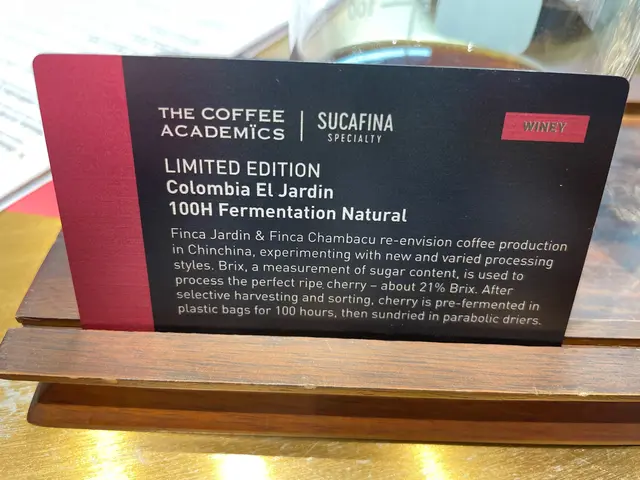 THE COFFEE
ACADEMÏCS
SUCAFINA
SPECIALTY
WINEY
LIMITED EDITION
Colombia El Jardin
100H Fermentation Natural
Finca Jardin & Finca Chambacu re-envision coffee production
in Chinchina, experimenting with new and varied processing
styles. Brix, a measurement of sugar content, is used to
process the perfect ripe cherry – about 21% Brix. After
selective harvesting and sorting, cherry is pre-fermented in
plastic bags for 100 hours, then sundried in parabolic driers.